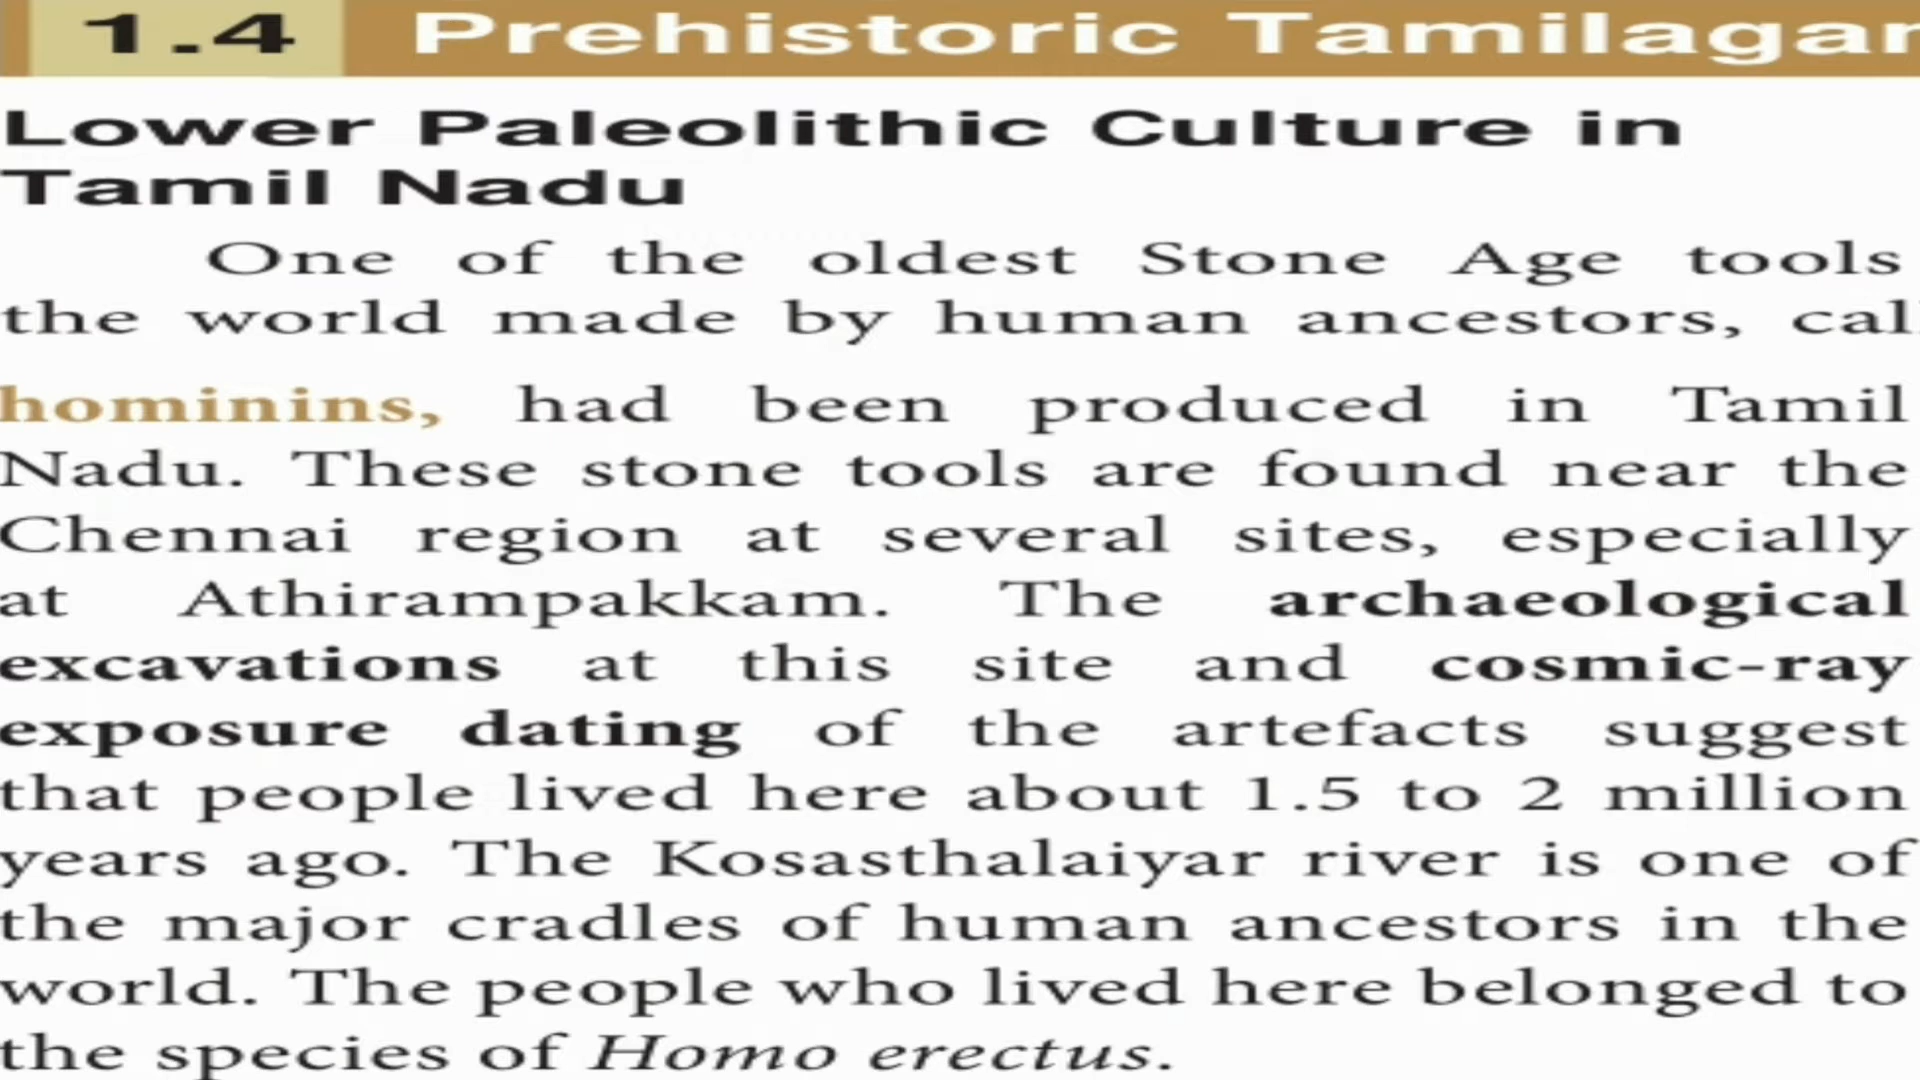 1.4 Prehistoric Tamilagam
Lower Paleolithic Culture in
Tamil Nadu
One of the oldest Stone Age tools
the world made by human ancestors, cal
hominins, had been produced in Tamil
Nadu. These stone tools are found near the
Chennai region at several sites, especially
at Athirampakkam. The archaeological
excavations at this site and cosmic-ray
exposure dating of the artefacts suggest
that people lived here about 1.5 to 2 million
years ago. The Kosasthalaiyar river is one of
the major cradles of human ancestors in the
world. The people who lived here belonged to
the species of Homo erectus.